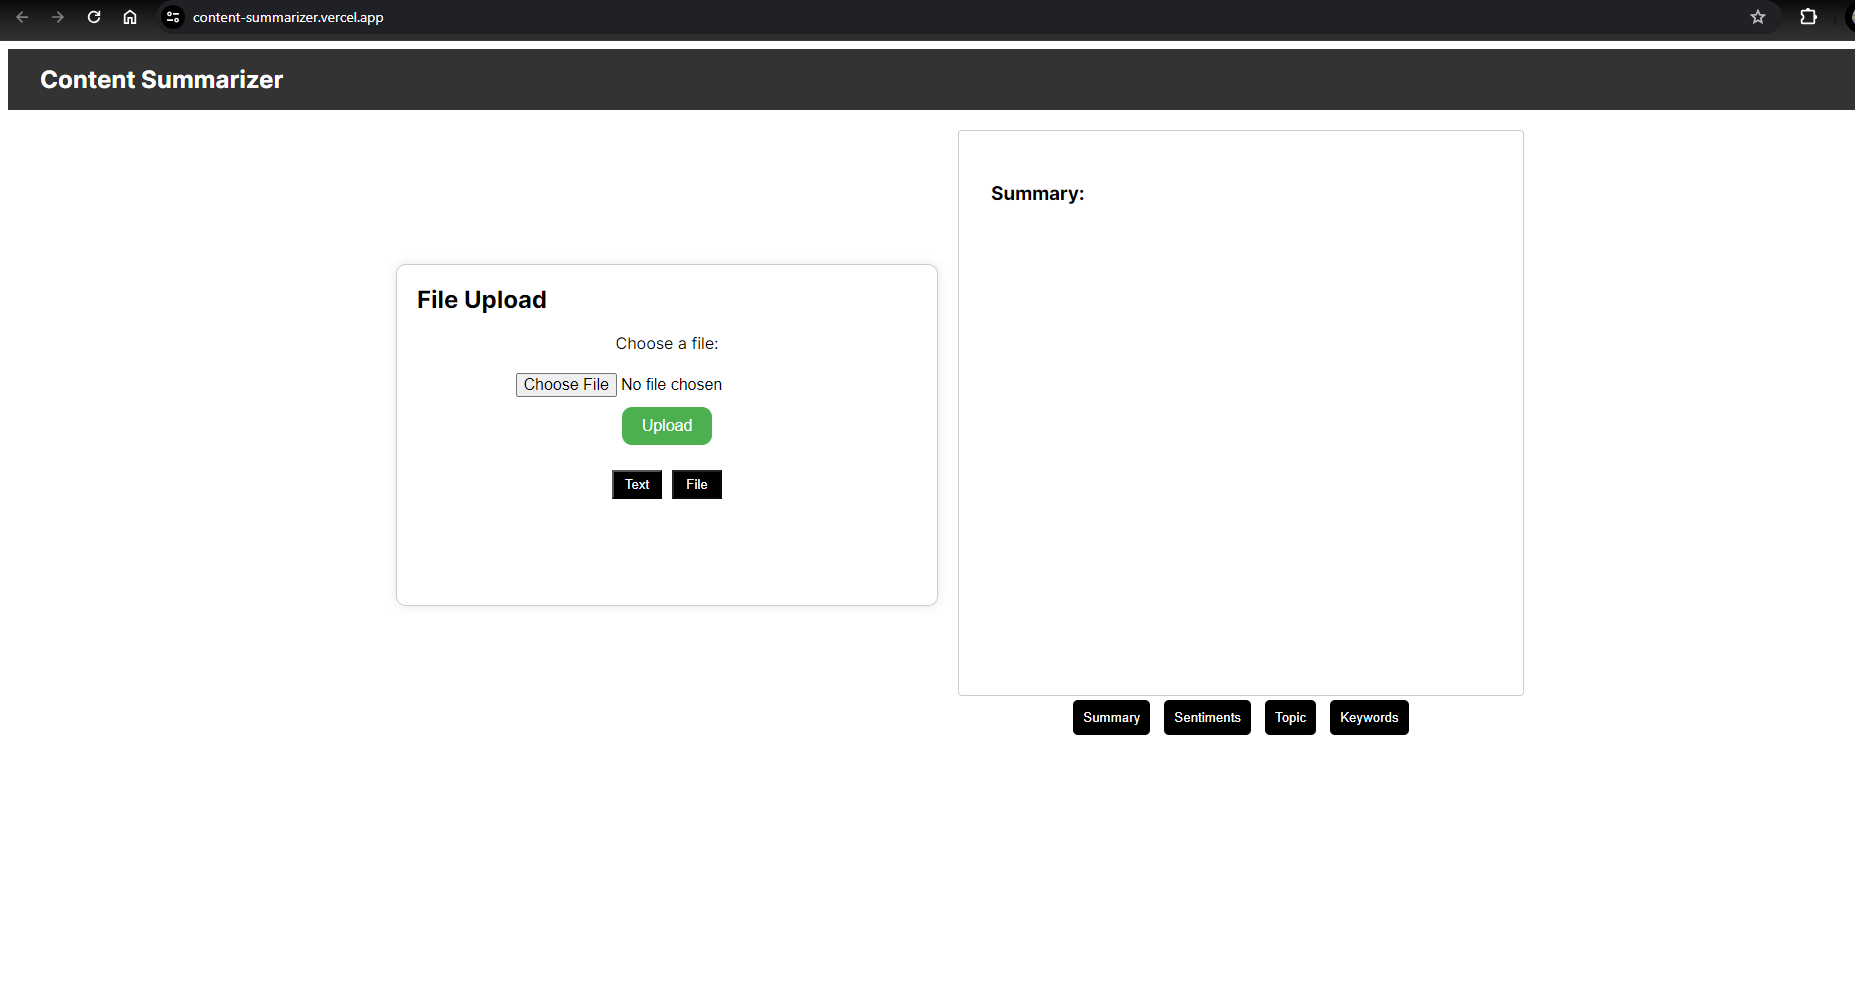 content-summarizer.vercel.app
Content Summarizer
File Upload
Choose a file:
Choose File No file chosen
Upload
Text File
Summary:
Summary Sentiments Topic Keywords